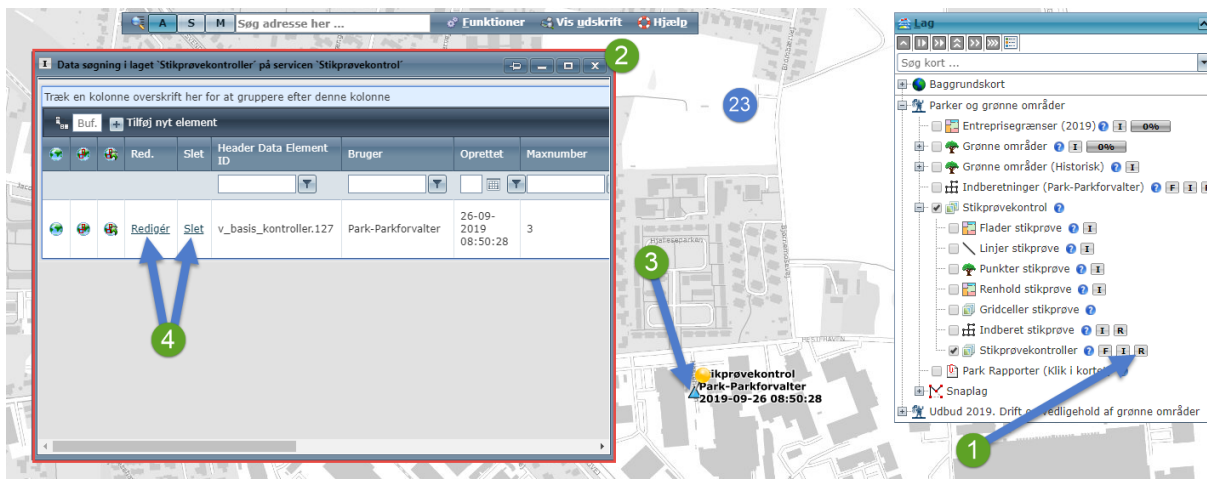 A S M Søg adresse her ... Funktioner Vis udskrift Hjælp
2
I Data søgning i laget `Stikprøvekontroller´ på servicen `Stikprøvekontrol´ x
Træk en kolonne overskrift her for at gruppere efter denne kolonne
Buf. Tilføj nyt element
Red. Slet Header Data Element ID Bruger Oprettet Maxnumber
Redigér Slet v_basis_kontroller.127 Park-Parkforvalter 26-09-2019 08:50:28 3
4
23
Hjalleseparken
3
HESTEHAVEN
ikprøvekontrol
Park-Parkforvalter
2019-09-26 08:50:28
Lag
Søg kort ...
Baggrundskort
Parker og grønne områder
Entreprisegrænser (2019) ? I 0%
Grønne områder ? I 0%
Grønne områder (Historisk) ? I
Indberetninger (Park-Parkforvalter) ? F I
Stikprøvekontrol ?
Flader stikprøve ? I
Linjer stikprøve ? I
Punkter stikprøve ? I
Renhold stikprøve ? I
Gridceller stikprøve ?
Indberet stikprøve ? I R
Stikprøvekontroller ? F I R
Park Rapporter (Klik i kortet)
Snaplag
Udbud 2019. Drift og vedligehold af grønne områder
1